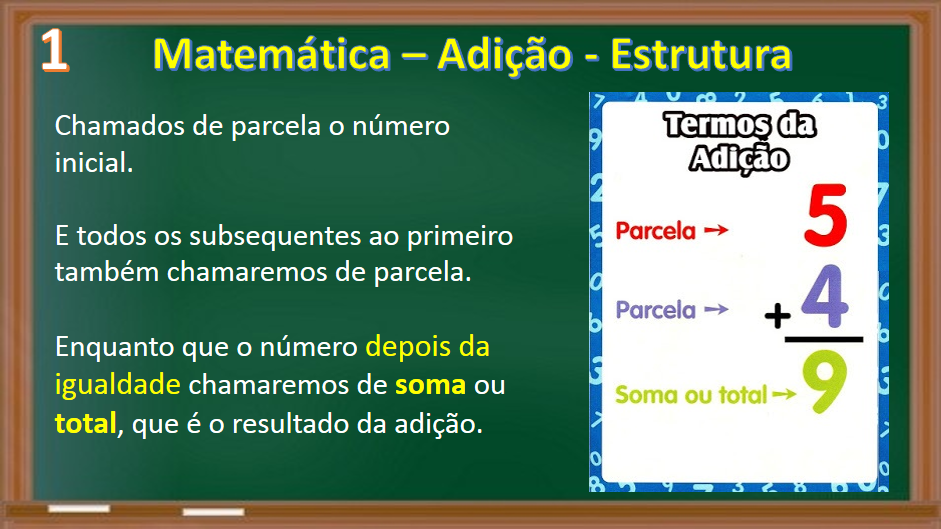 1
Matemática – Adição - Estrutura
Chamados de parcela o número
inicial.
E todos os subsequentes ao primeiro
também chamaremos de parcela.
Enquanto que o número depois da
igualdade chamaremos de soma ou
total, que é o resultado da adição.
Termos da
Adição
Parcela → 5
Parcela → + 4
Soma ou total → 9